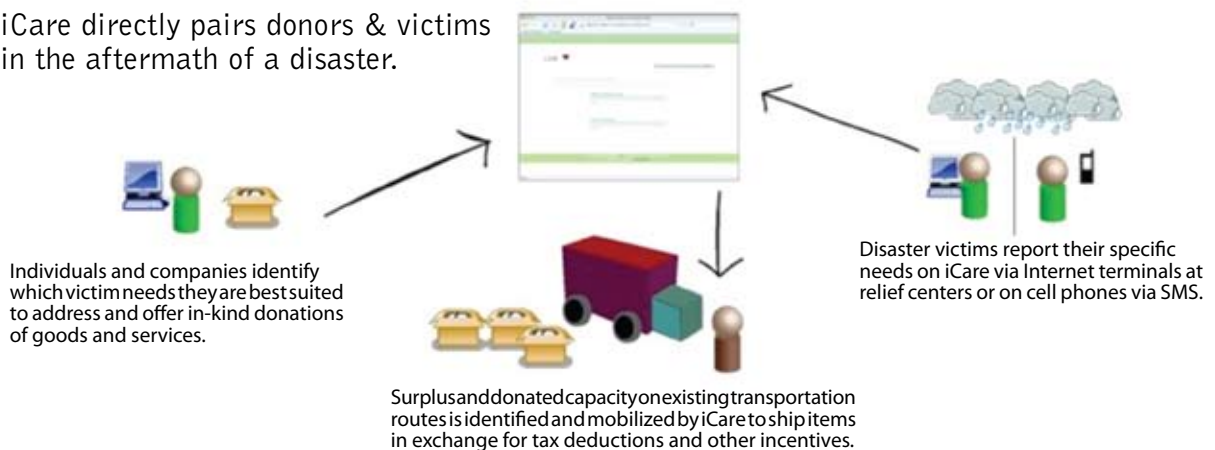 iCare directly pairs donors & victims
in the aftermath of a disaster.
Individuals and companies identify
which victim needs they are best suited
to address and offer in-kind donations
of goods and services.
Disaster victims report their specific
needs on iCare via Internet terminals at
relief centers or on cell phones via SMS.
Surplus and donated capacity on existing transportation
routes is identified and mobilized by iCare to ship items
in exchange for tax deductions and other incentives.